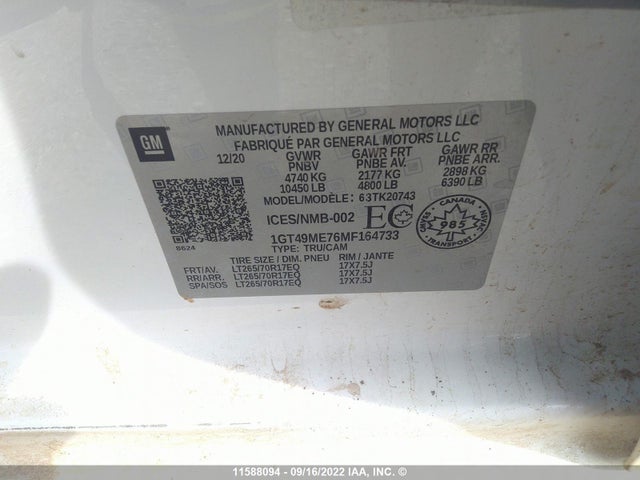 GM
MANUFACTURED BY GENERAL MOTORS LLC
FABRIQUÉ PAR GENERAL MOTORS LLC
12/20 GVWR GAWR FRT GAWR RR
PNBV PNBE AV. PNBE ARR.
4740 KG 2177 KG 2898 KG
10450 LB 4800 LB 6390 LB
MODEL/MODÈLE: 63TK20743
ICES/NMB-002 EC
CANADA
985
8624
1GT49ME76MF164733
TYPE: TRU/CAM
TIRE SIZE / DIM. PNEU RIM / JANTE
FRT/AV. LT265/70R17EQ 17X7.5J
RR/ARR. LT265/70R17EQ 17X7.5J
SPA/SOS LT265/70R17EQ 17X7.5J
11588094 - 09/16/2022 IAA, INC. ©